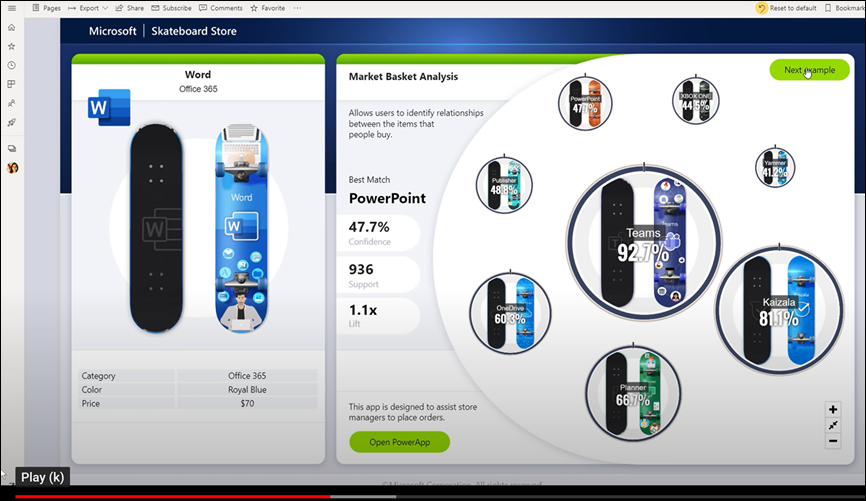 Pages
Export
Share
Subscribe
Comments
Favorite
Reset to default
Bookmark
Microsoft | Skateboard Store
Word
Office 365
W
Word
W
Category Office 365
Color Royal Blue
Price $70
Market Basket Analysis
Next example
Allows users to identify relationships
between the items that
people buy.
Best Match
PowerPoint
47.7%
Confidence
936
Support
1.1x
Lift
This app is designed to assist store
managers to place orders.
Open PowerApp
PowerPoint
47.7%
XBOX ONE
44.5%
Publisher
48.8%
Yammer
41.2%
Teams
92.7%
OneDrive
60.3%
Kaizala
81.1%
Planner
66.7%
Play (k)
©Microsoft Corporation. All rights reserved.